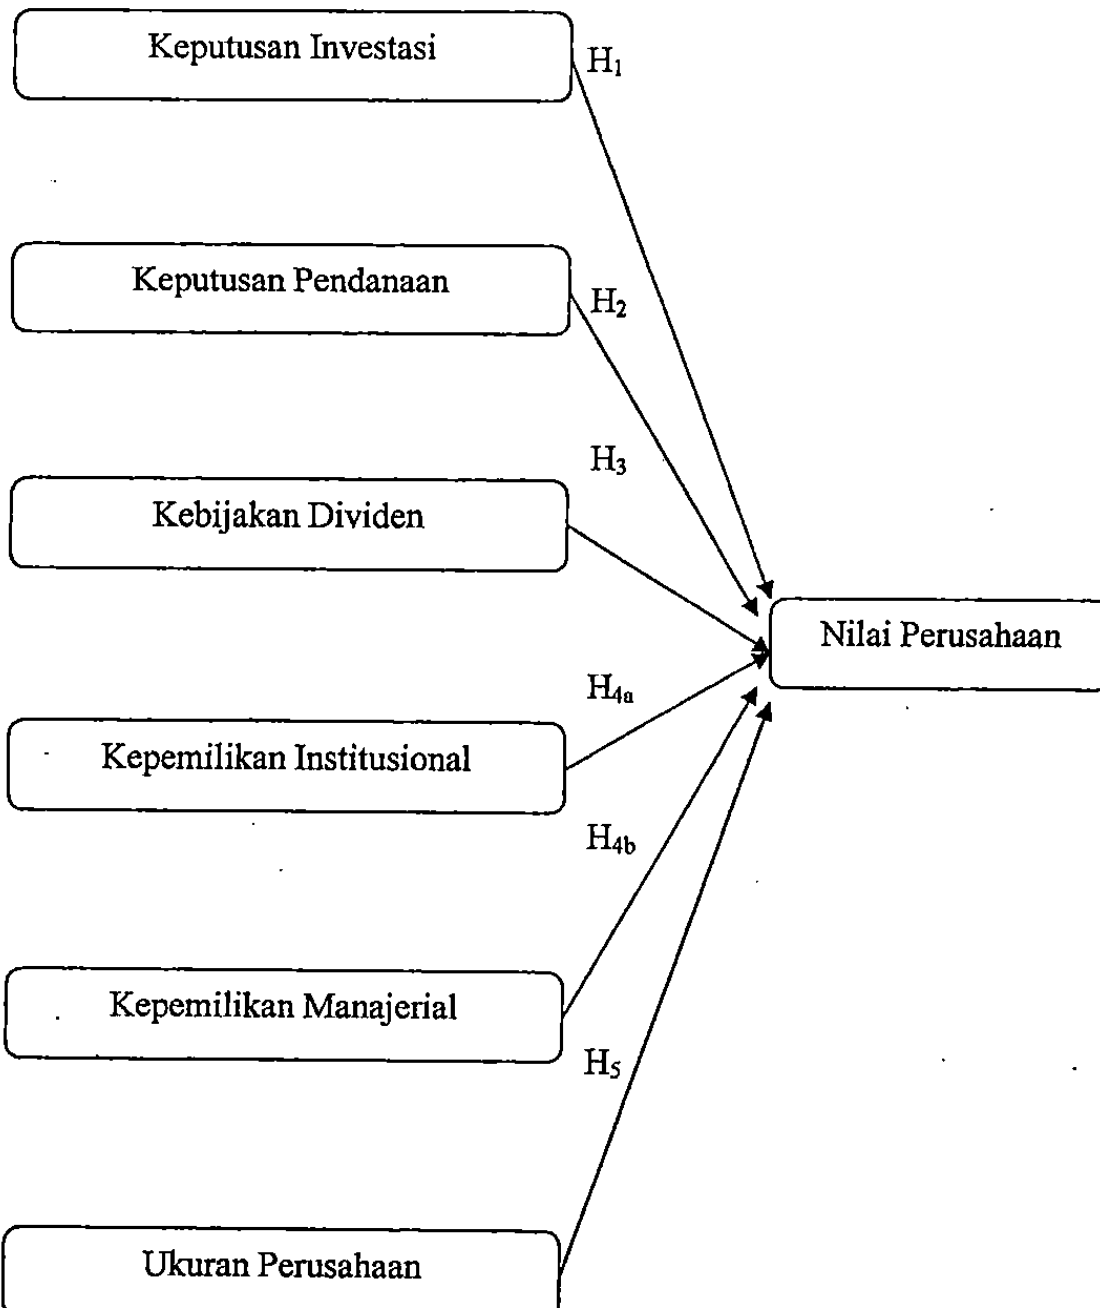 Keputusan Investasi
H₁
Keputusan Pendanaan
H₂
H₃
Kebijakan Dividen
Nilai Perusahaan
H₄ₐ
Kepemilikan Institusional
H4b
Kepemilikan Manajerial
H₅
Ukuran Perusahaan